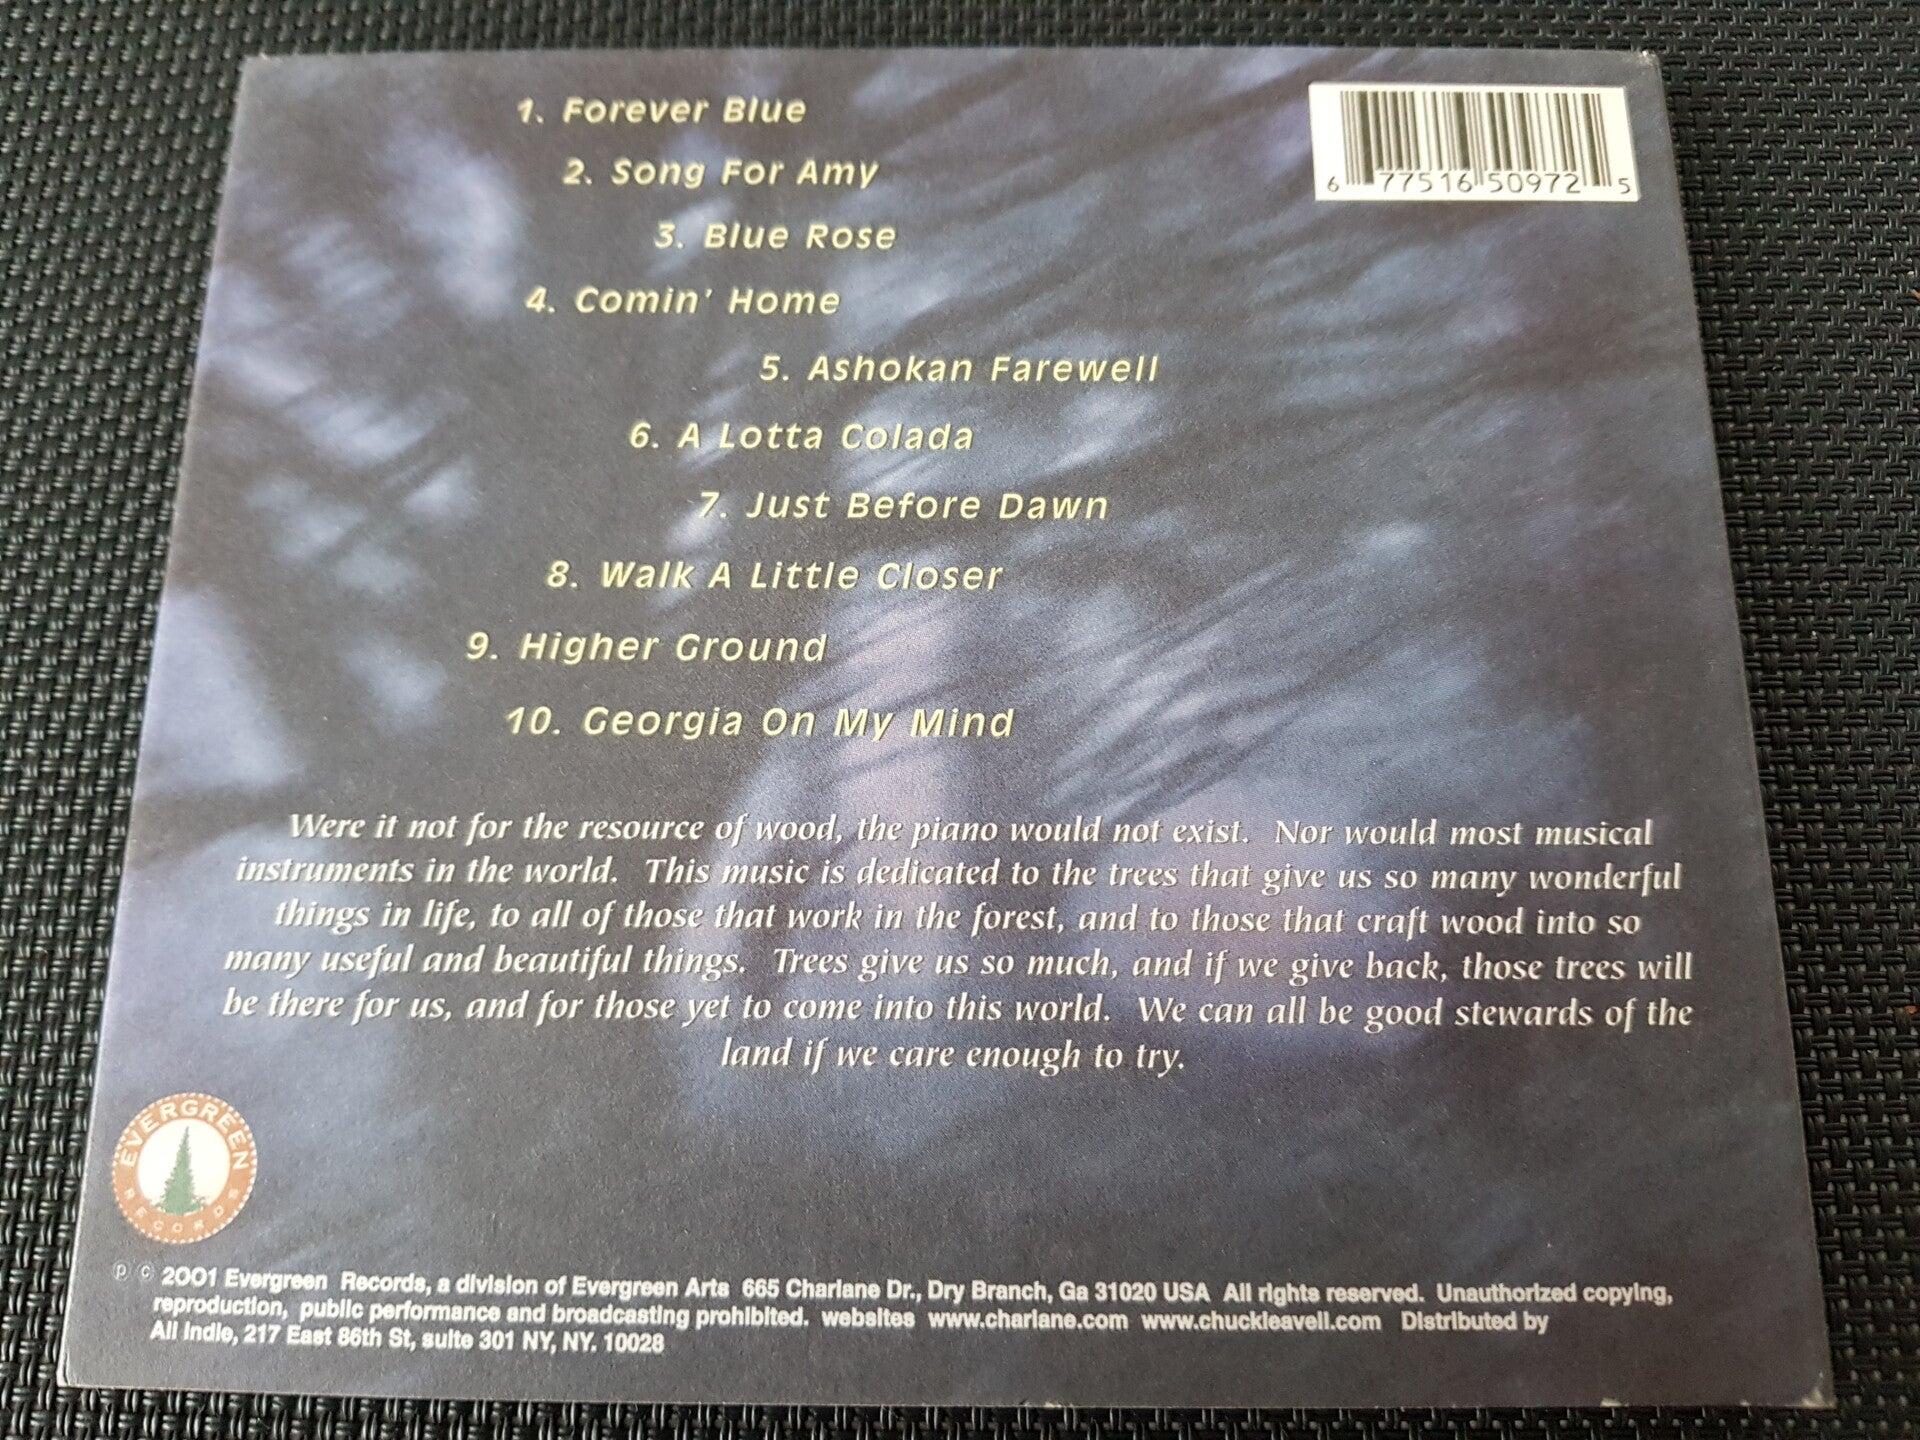 1. Forever Blue
2. Song For Amy
3. Blue Rose
4. Comin' Home
5. Ashokan Farewell
6. A Lotta Colada
7. Just Before Dawn
8. Walk A Little Closer
9. Higher Ground
10. Georgia On My Mind
6 77516 50972 5
Were it not for the resource of wood, the piano would not exist. Nor would most musical
instruments in the world. This music is dedicated to the trees that give us so many wonderful
things in life, to all of those that work in the forest, and to those that craft wood into so
many useful and beautiful things. Trees give us so much, and if we give back, those trees will
be there for us, and for those yet to come into this world. We can all be good stewards of the
land if we care enough to try.
EVERGREEN
RECORDS
℗ © 2001 Evergreen Records, a division of Evergreen Arts 665 Charlane Dr., Dry Branch, Ga 31020 USA All rights reserved. Unauthorized copying,
reproduction, public performance and broadcasting prohibited. websites www.charlane.com www.chuckleavell.com Distributed by
All Indie, 217 East 86th St, suite 301 NY, NY. 10028